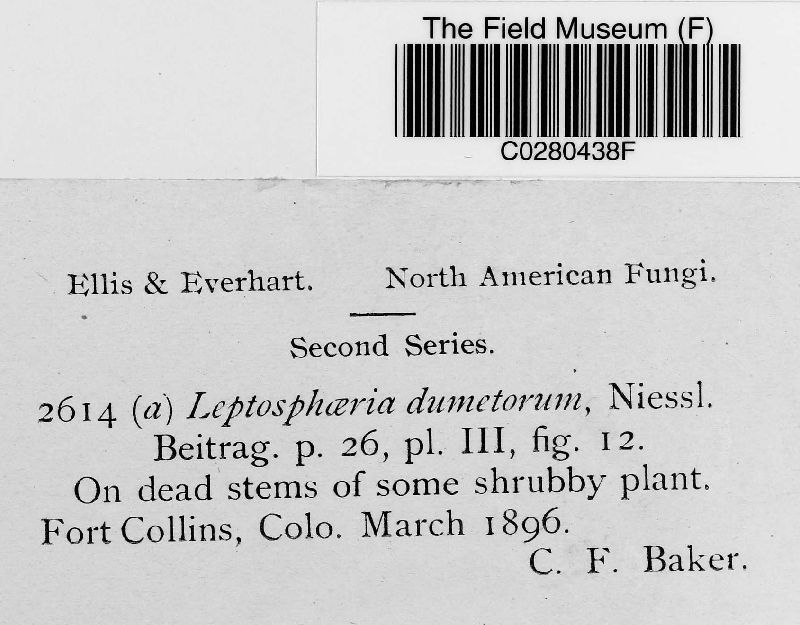 The Field Museum (F)
C0280438F
Ellis & Everhart. North American Fungi.
Second Series.
2614 (a) Leptosphæria dumetorum, Niessl.
Beitrag. p. 26, pl. III, fig. 12.
On dead stems of some shrubby plant.
Fort Collins, Colo. March 1896.
C. F. Baker.